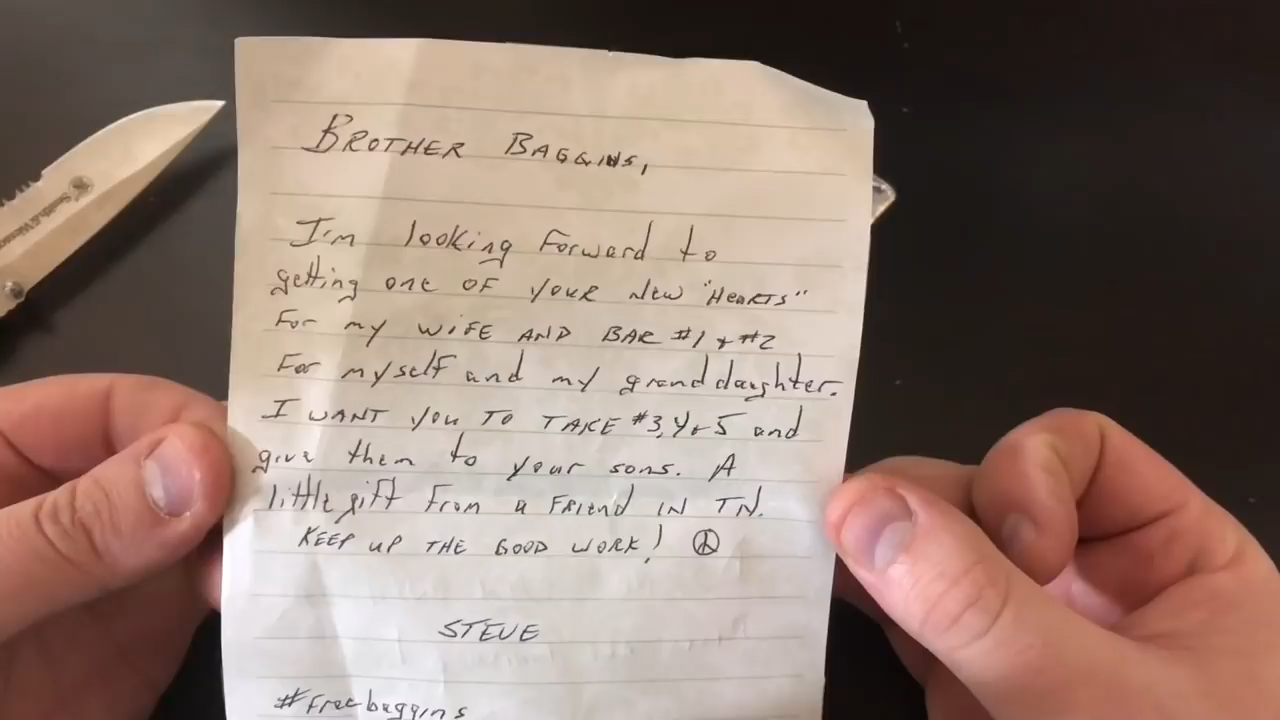 BROTHER BAGGINS,
I'm looking Forward to
getting one OF YOUR New "HeARTS"
For my WIFE AND BAR #1 & #2
For myself and my granddaughter.
I WANT YOU TO TAKE #3,4&5 and
give them to your sons. A
little gift From a Friend IN TN.
KEEP UP THE GOOD WORK! ☮
STEVE
#freebaggins
Smith & Wesson